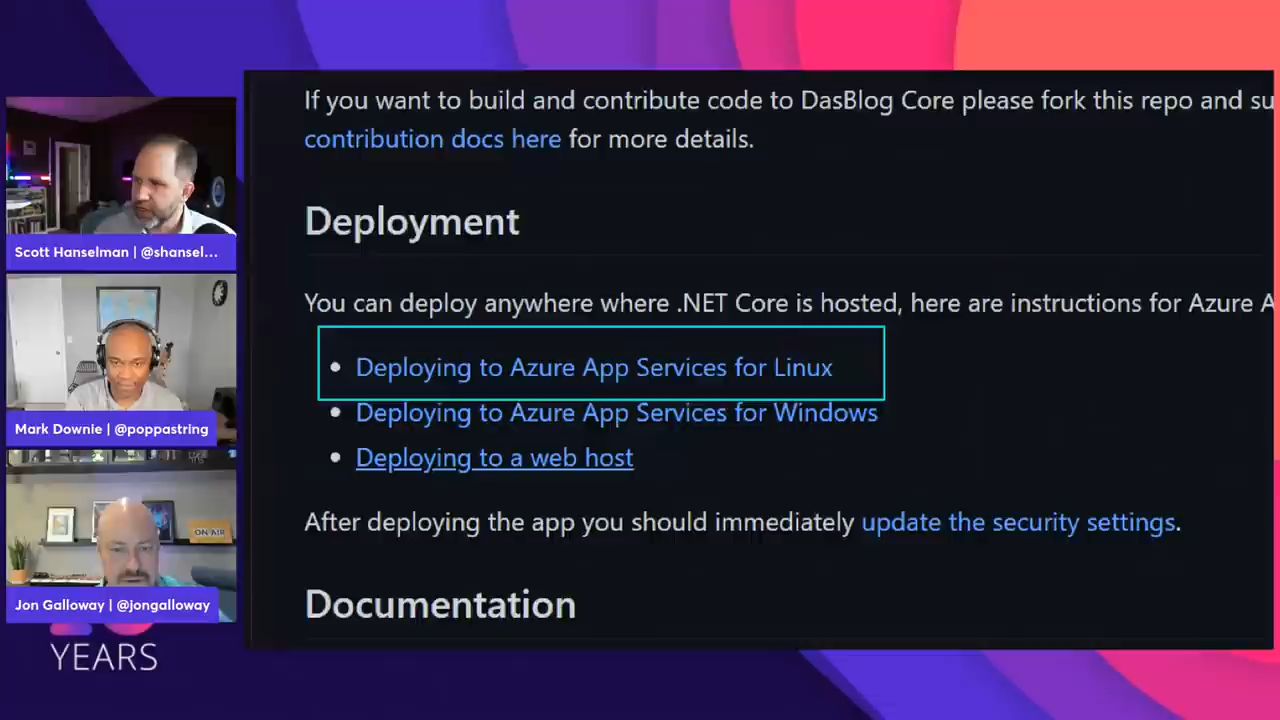 If you want to build and contribute code to DasBlog Core please fork this repo and su
contribution docs here for more details.
Deployment
You can deploy anywhere where .NET Core is hosted, here are instructions for Azure A
• Deploying to Azure App Services for Linux
• Deploying to Azure App Services for Windows
• Deploying to a web host
After deploying the app you should immediately update the security settings.
Documentation
Scott Hanselman | @shansel...
Mark Downie | @poppastring
ON AIR
Jon Galloway | @jongalloway
YEARS